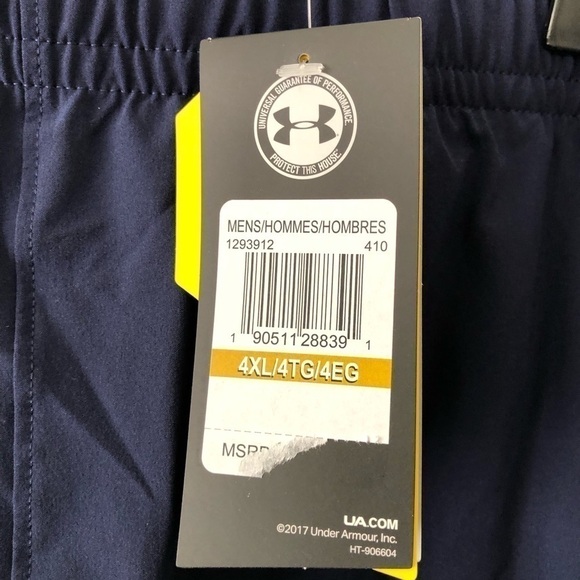 UNIVERSAL GUARANTEE OF PERFORMANCE.
PROTECT THIS HOUSE
MENS/HOMMES/HOMBRES
1293912 410
1 90511 28839 1
4XL/4TG/4EG
UA.COM
©2017 Under Armour, Inc.
HT-906604